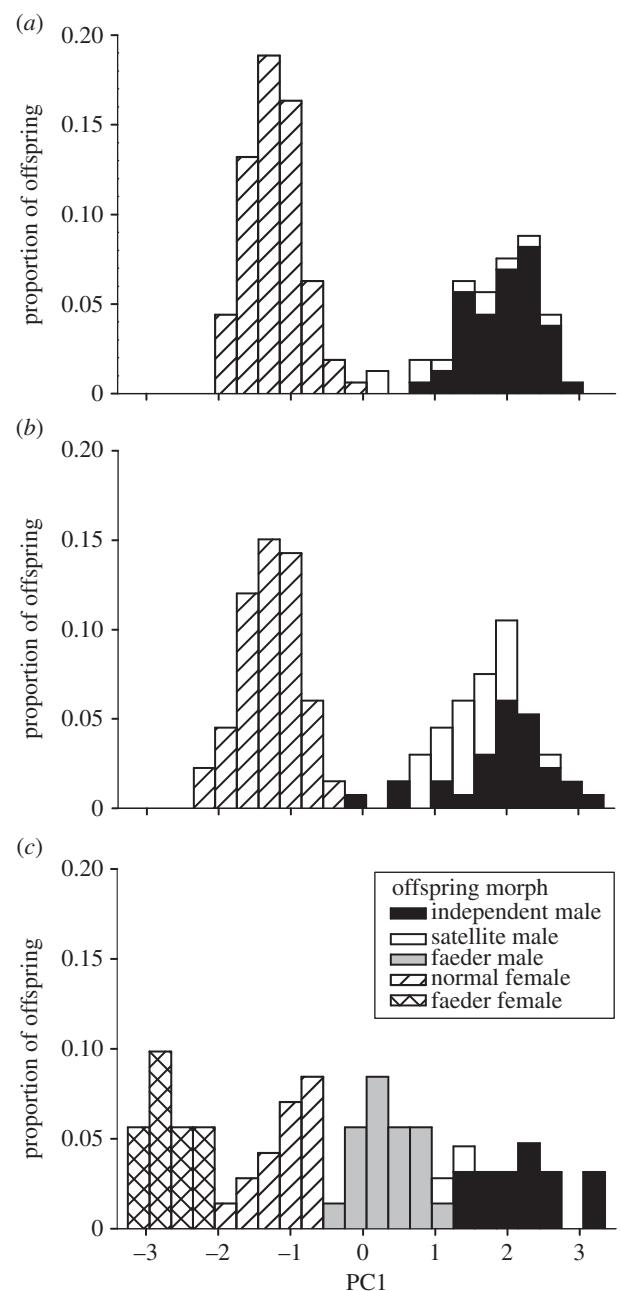 (a)
0.20
0.15
0.10
0.05
0
proportion of offspring
(b)
0.20
0.15
0.10
0.05
0
proportion of offspring
(c)
0.20
0.15
0.10
0.05
0
proportion of offspring
offspring morph
independent male
satellite male
faeder male
normal female
faeder female
–3 –2 –1 0 1 2 3
PC1